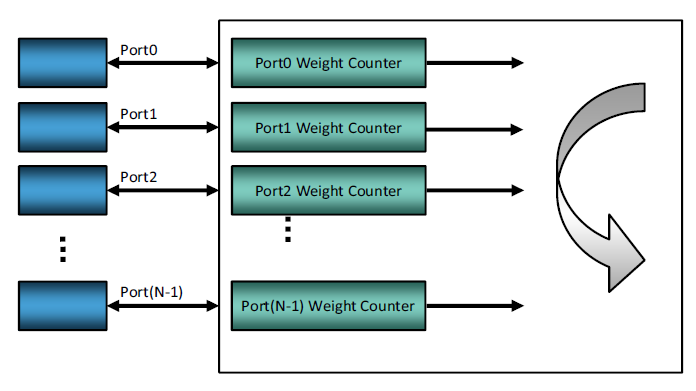 Port0
Port0 Weight Counter
Port1
Port1 Weight Counter
Port2
Port2 Weight Counter
Port(N-1)
Port(N-1) Weight Counter